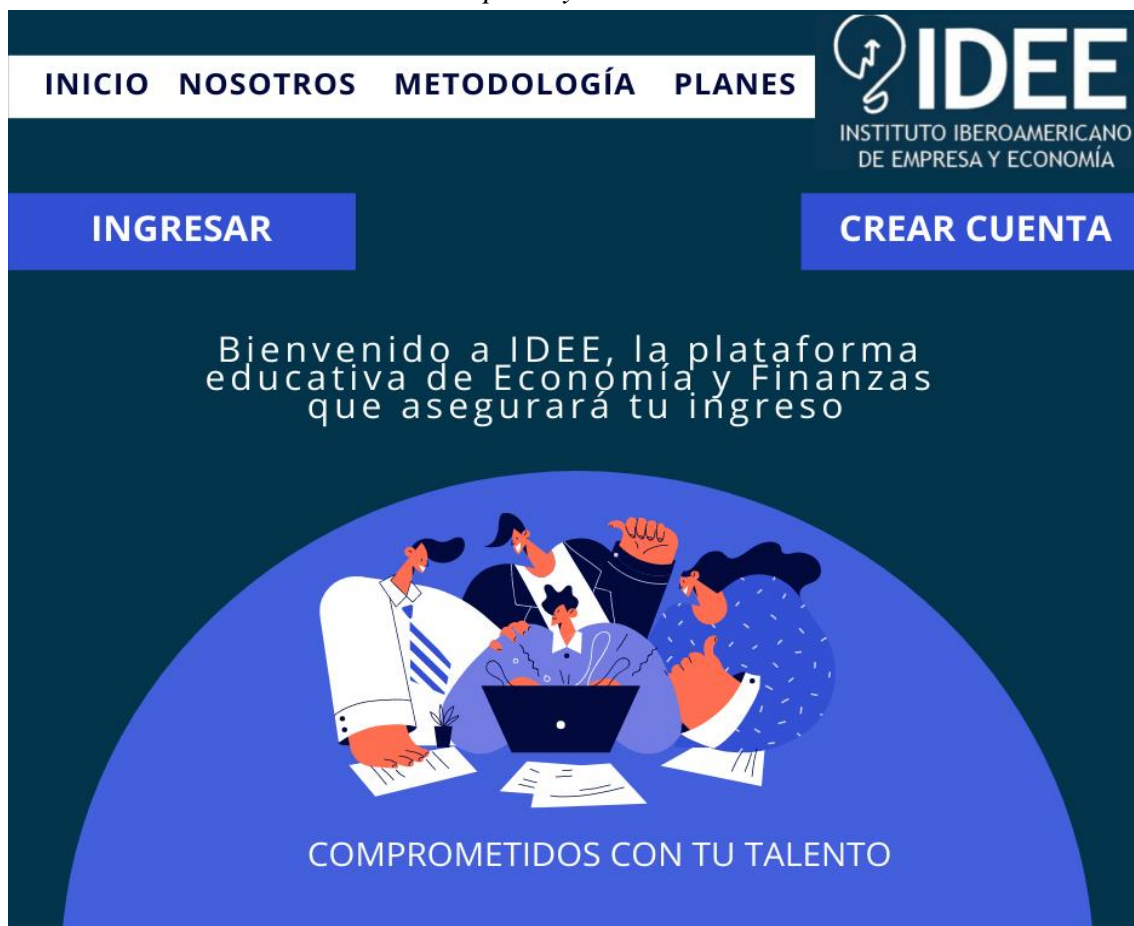 INICIO NOSOTROS METODOLOGÍA PLANES
IDEE
INSTITUTO IBEROAMERICANO
DE EMPRESA Y ECONOMÍA
INGRESAR
CREAR CUENTA
Bienvenido a IDEE, la plataforma
educativa de Economía y Finanzas
que asegurará tu ingreso
COMPROMETIDOS CON TU TALENTO